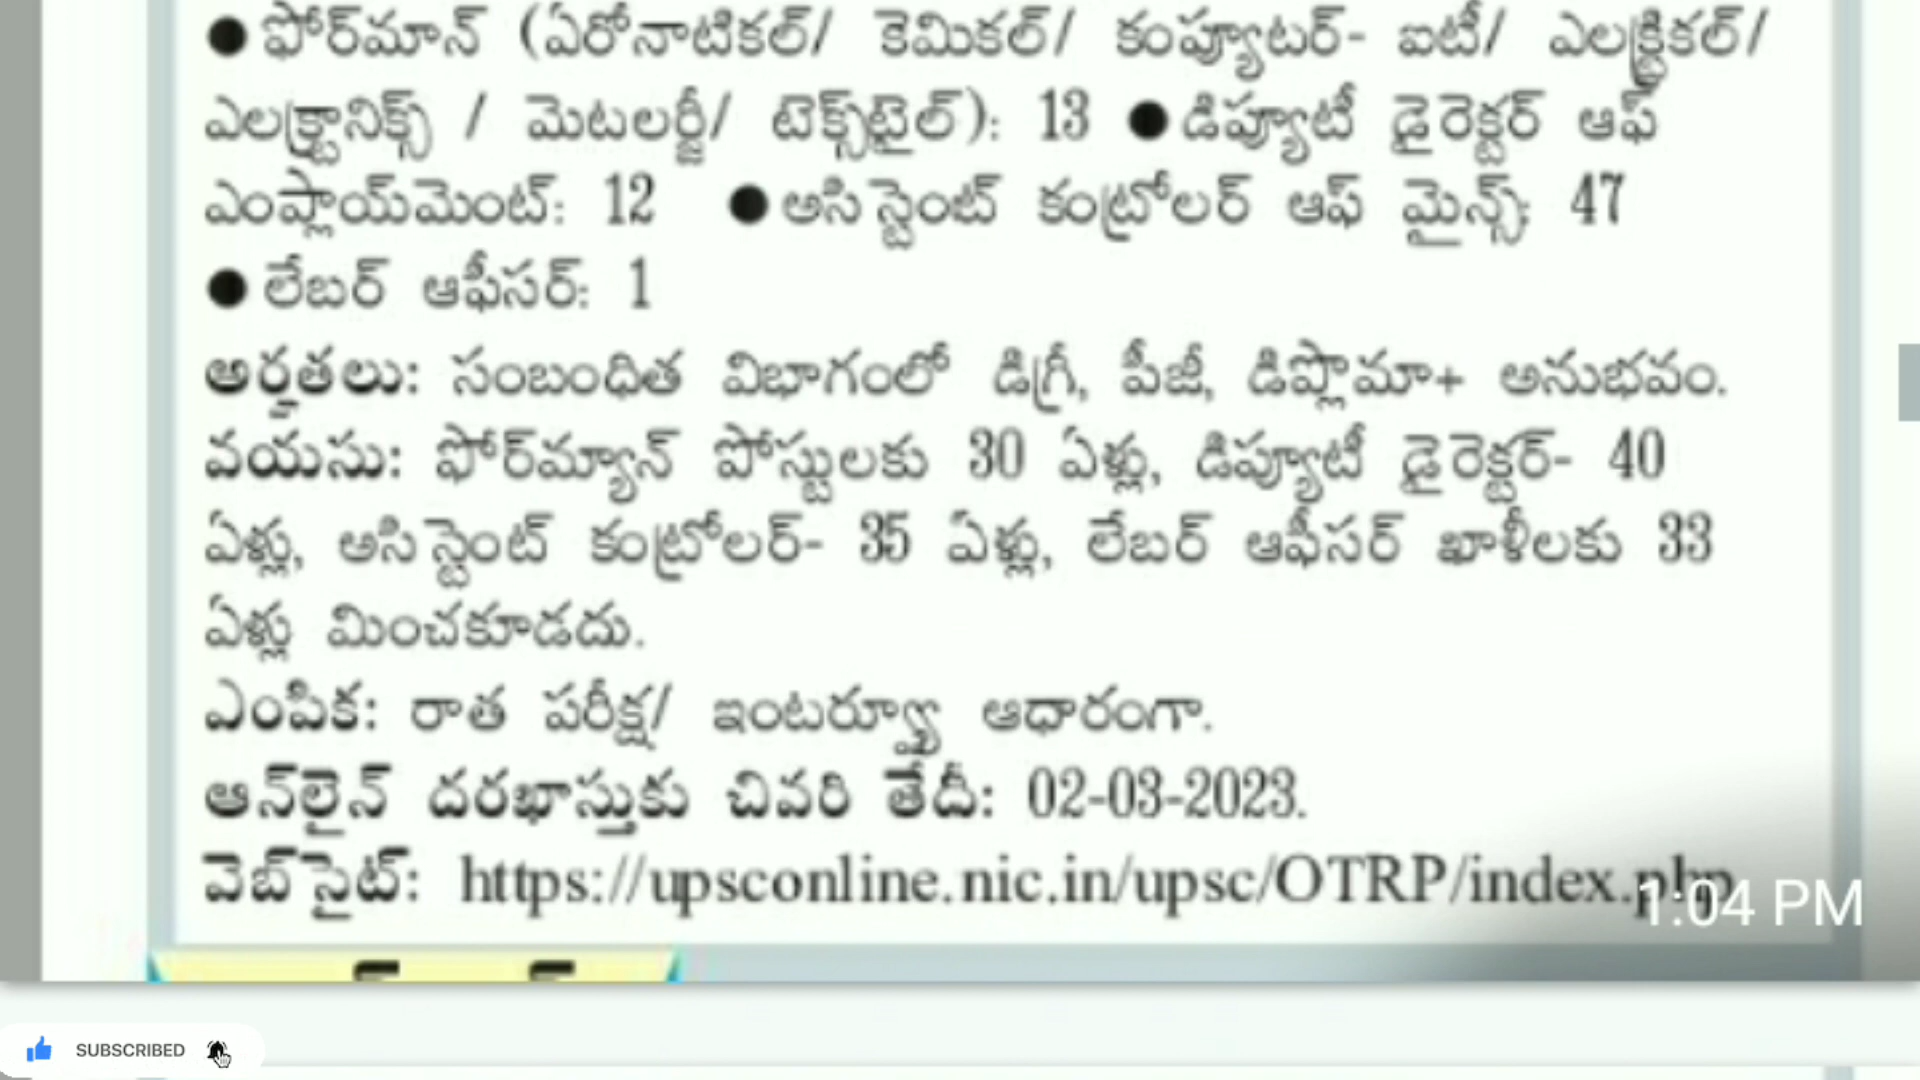 ● ఫోర్‌మాన్ (ఏరోనాటికల్/ కెమికల్/ కంప్యూటర్- ఐటీ/ ఎలక్ట్రికల్/
ఎలక్ట్రానిక్స్ / మెటలర్జీ/ టెక్స్‌టైల్): 13 ● డిప్యూటీ డైరెక్టర్ ఆఫ్
ఎంప్లాయ్‌మెంట్: 12 ● అసిస్టెంట్ కంట్రోలర్ ఆఫ్ మైన్స్: 47
● లేబర్ ఆఫీసర్: 1
అర్హతలు: సంబంధిత విభాగంలో డిగ్రీ, పీజీ, డిప్లొమా+ అనుభవం.
వయసు: ఫోర్‌మ్యాన్ పోస్టులకు 30 ఏళ్లు, డిప్యూటీ డైరెక్టర్- 40
ఏళ్లు, అసిస్టెంట్ కంట్రోలర్- 35 ఏళ్లు, లేబర్ ఆఫీసర్ ఖాళీలకు 33
ఏళ్లు మించకూడదు.
ఎంపిక: రాత పరీక్ష/ ఇంటర్వ్యూ ఆధారంగా.
ఆన్‌లైన్ దరఖాస్తుకు చివరి తేదీ: 02-03-2023.
వెబ్‌సైట్: https://upsconline.nic.in/upsc/OTRP/index.php
1:04 PM
SUBSCRIBED